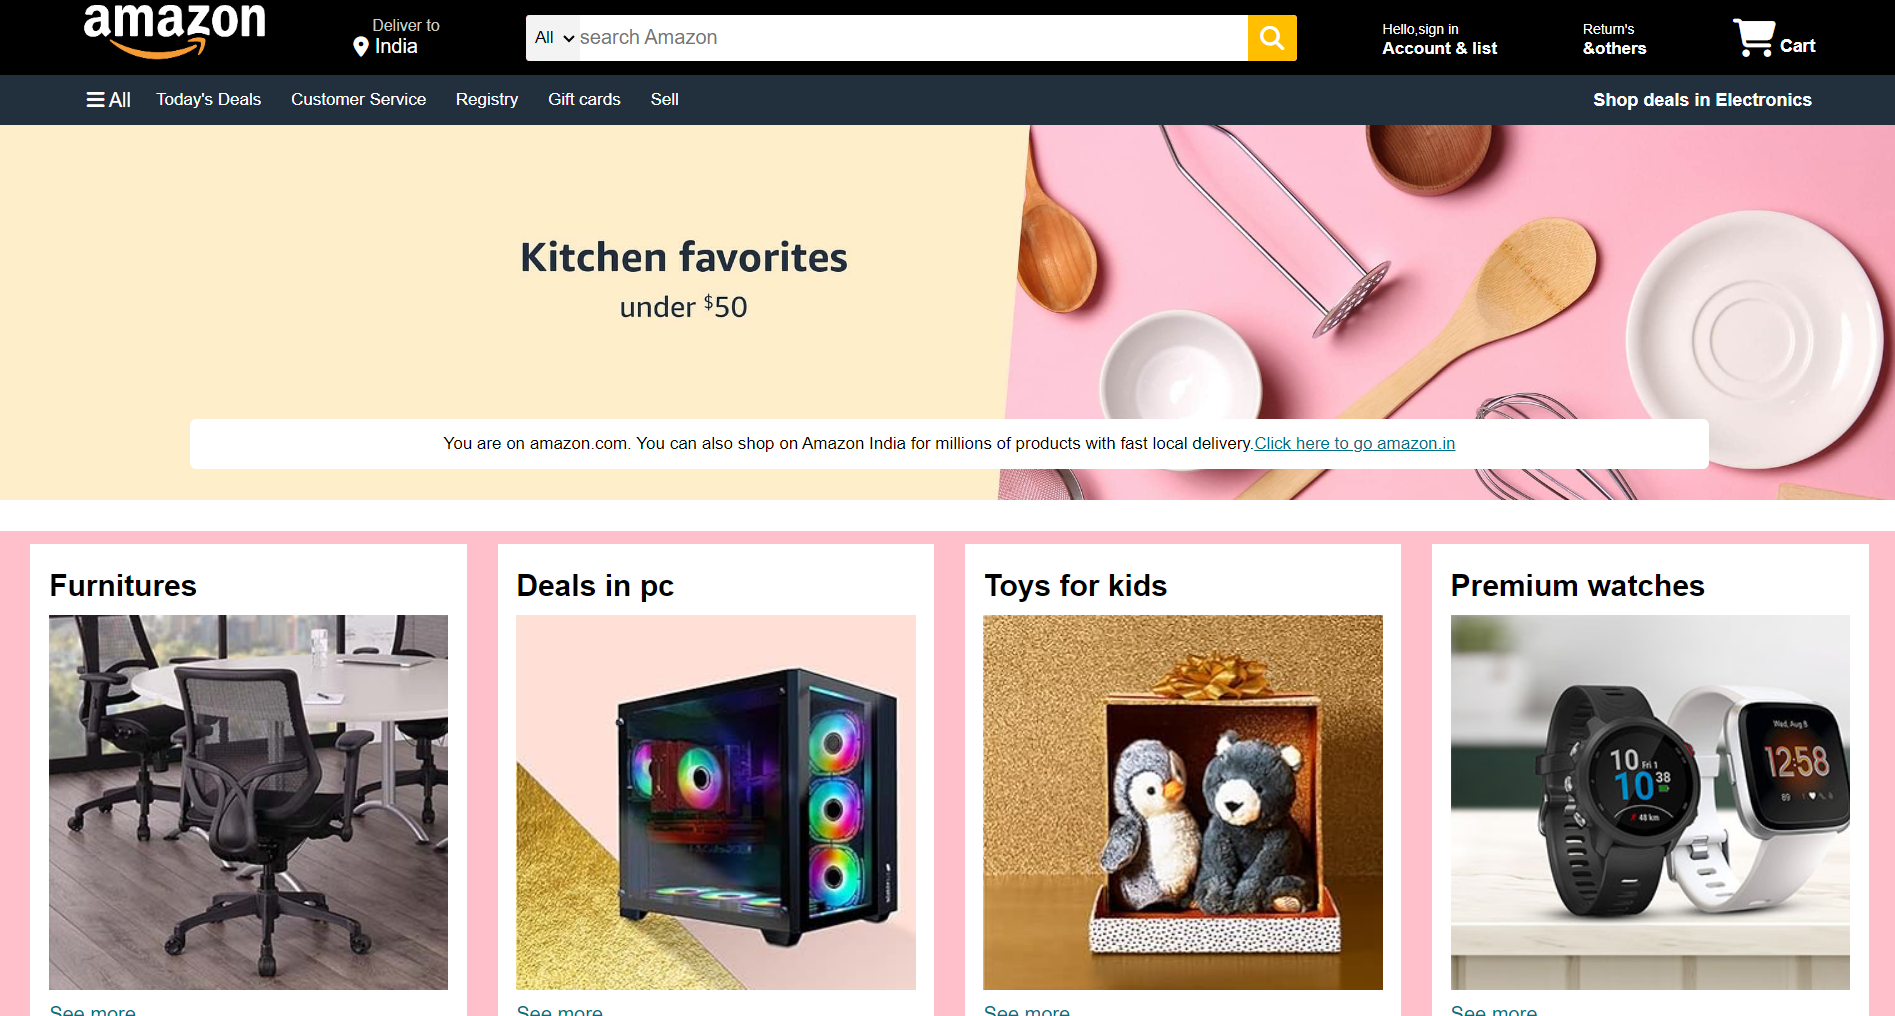 amazon
Deliver to
India
All
search Amazon
Hello,sign in
Account & list
Return's
&others
Cart
All
Today's Deals
Customer Service
Registry
Gift cards
Sell
Shop deals in Electronics
Kitchen favorites
under $50
You are on amazon.com. You can also shop on Amazon India for millions of products with fast local delivery.Click here to go amazon.in
Furnitures
Deals in pc
Toys for kids
Premium watches
Wed, Aug 8
12:58
89
10 Fri 1
10 38
48 km
See more
See more
See more
See more